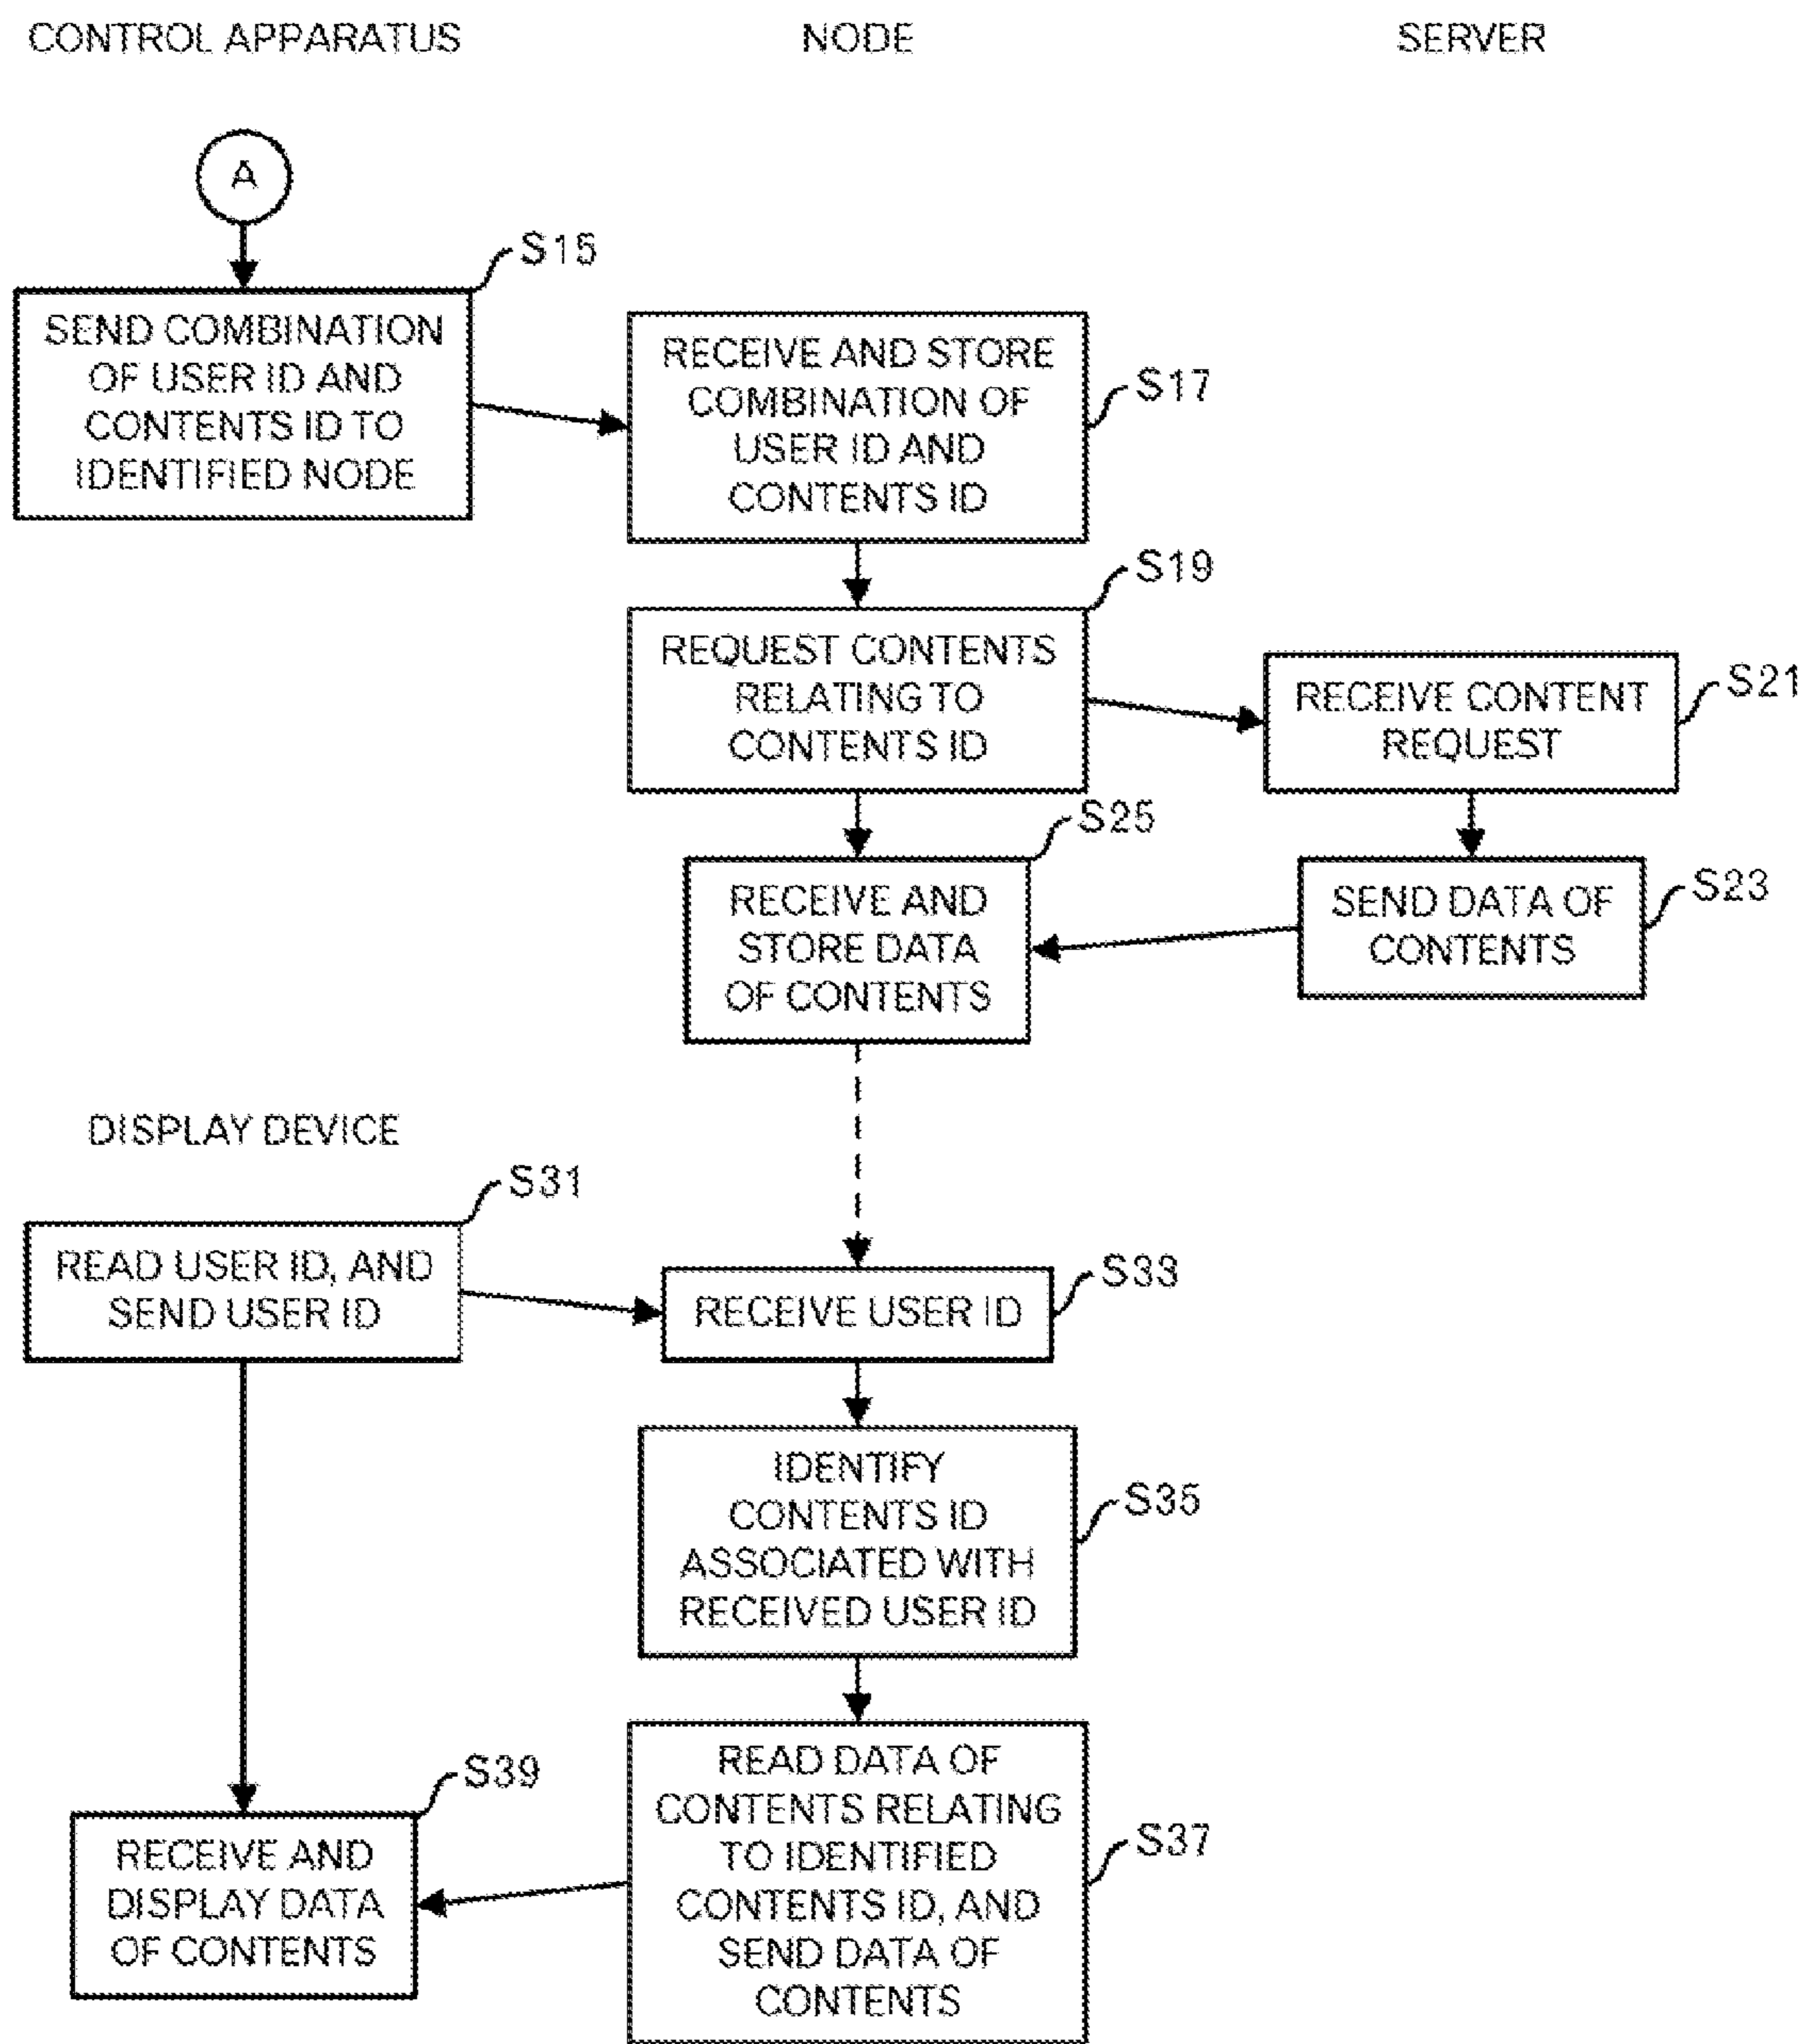 CONTROL APPARATUS
NODE
SERVER
A
S15
SEND COMBINATION
OF USER ID AND
CONTENTS ID TO
IDENTIFIED NODE
RECEIVE AND STORE
COMBINATION OF
USER ID AND
CONTENTS ID
S17
S19
REQUEST CONTENTS
RELATING TO
CONTENTS ID
RECEIVE CONTENT
REQUEST
S21
S25
RECEIVE AND
STORE DATA
OF CONTENTS
SEND DATA OF
CONTENTS
S23
DISPLAY DEVICE
S31
READ USER ID, AND
SEND USER ID
RECEIVE USER ID
S33
IDENTIFY
CONTENTS ID
ASSOCIATED WITH
RECEIVED USER ID
S35
S39
RECEIVE AND
DISPLAY DATA
OF CONTENTS
READ DATA OF
CONTENTS RELATING
TO IDENTIFIED
CONTENTS ID, AND
SEND DATA OF
CONTENTS
S37